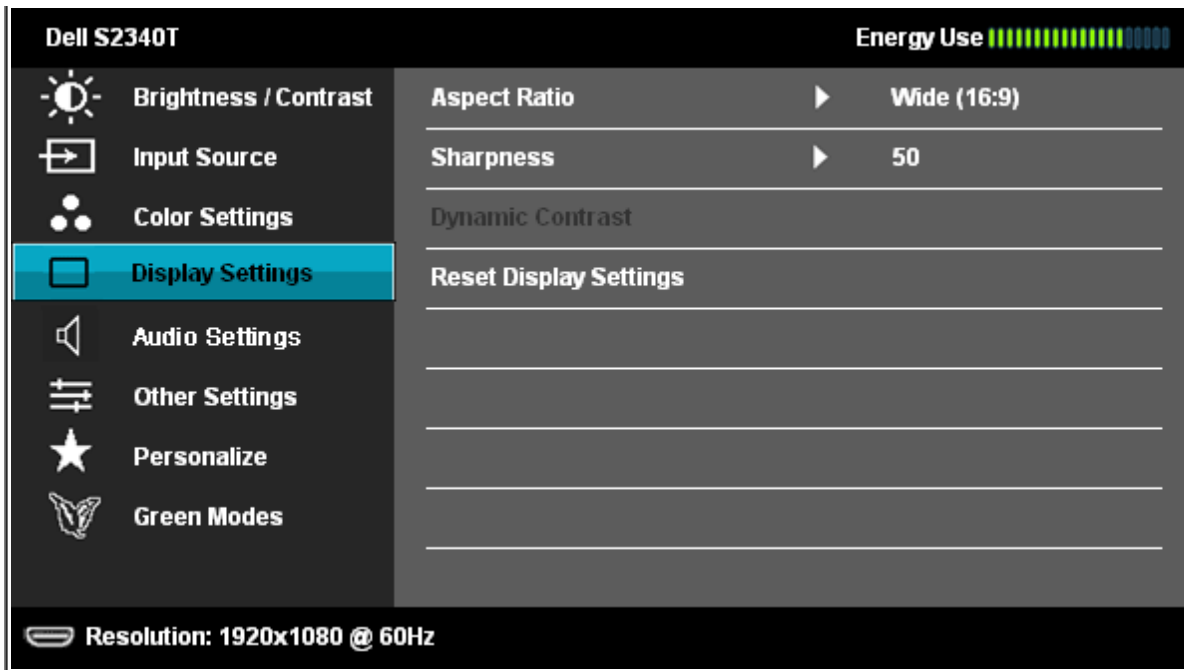 Dell S2340T Energy Use
Brightness / Contrast Aspect Ratio Wide (16:9)
Input Source Sharpness 50
Color Settings Dynamic Contrast
Display Settings Reset Display Settings
Audio Settings
Other Settings
Personalize
Green Modes
Resolution: 1920x1080 @ 60Hz